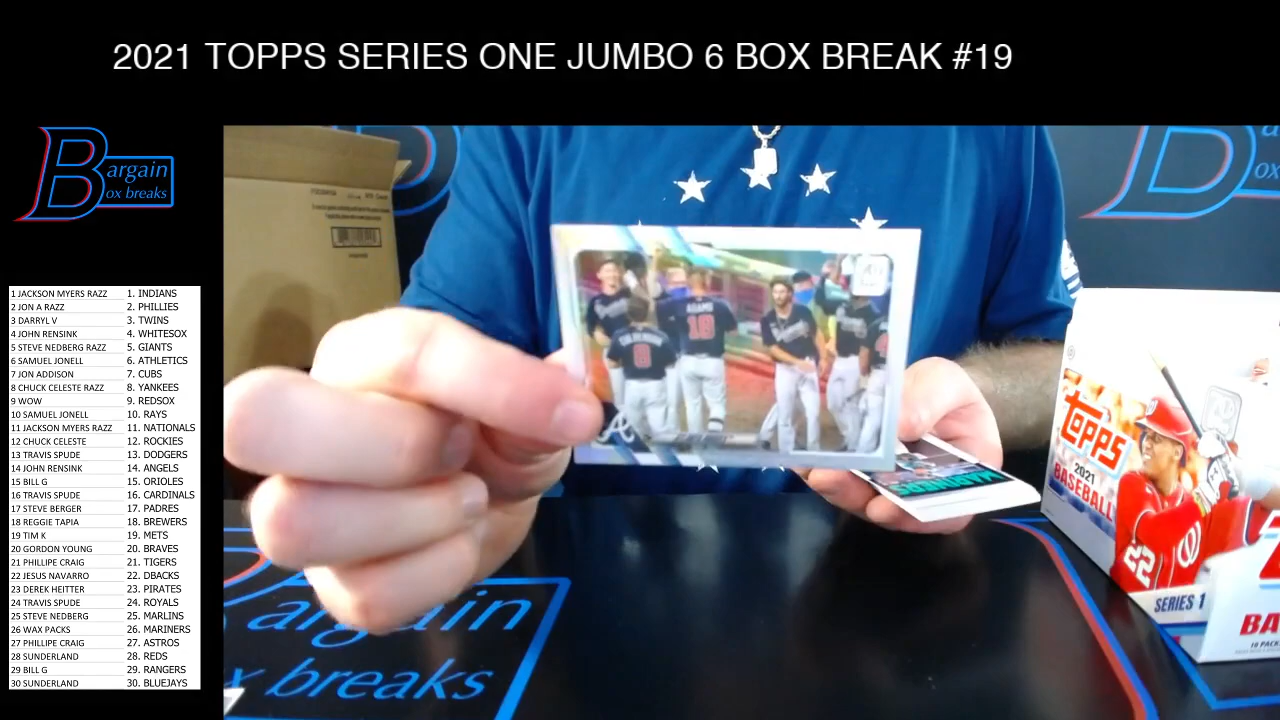 2021 TOPPS SERIES ONE JUMBO 6 BOX BREAK #19
Bargain
ox breaks
1 JACKSON MYERS RAZZ 1. INDIANS
2 JON A RAZZ 2. PHILLIES
3 DARRYL V 3. TWINS
4 JOHN RENSINK 4. WHITESOX
5 STEVE NEDBERG RAZZ 5. GIANTS
6 SAMUEL JONELL 6. ATHLETICS
7 JON ADDISON 7. CUBS
8 CHUCK CELESTE RAZZ 8. YANKEES
9 WOW 9. REDSOX
10 SAMUEL JONELL 10. RAYS
11 JACKSON MYERS RAZZ 11. NATIONALS
12 CHUCK CELESTE 12. ROCKIES
13 TRAVIS SPUDE 13. DODGERS
14 JOHN RENSINK 14. ANGELS
15 BILL G 15. ORIOLES
16 TRAVIS SPUDE 16. CARDINALS
17 STEVE BERGER 17. PADRES
18 REGGIE TAPIA 18. BREWERS
19 TIM K 19. METS
20 GORDON YOUNG 20. BRAVES
21 PHILLIPE CRAIG 21. TIGERS
22 JESUS NAVARRO 22. DBACKS
23 DEREK HEITTER 23. PIRATES
24 TRAVIS SPUDE 24. ROYALS
25 STEVE NEDBERG 25. MARLINS
26 WAX PACKS 26. MARINERS
27 PHILLIPE CRAIG 27. ASTROS
28 SUNDERLAND 28. REDS
29 BILL G 29. RANGERS
30 SUNDERLAND 30. BLUEJAYS
ADAMS
18
8
A
MARINERS
TOPPS
2021
BASEBALL
22
SERIES 1
BA
10 PACK
B
ox
argain
x breaks